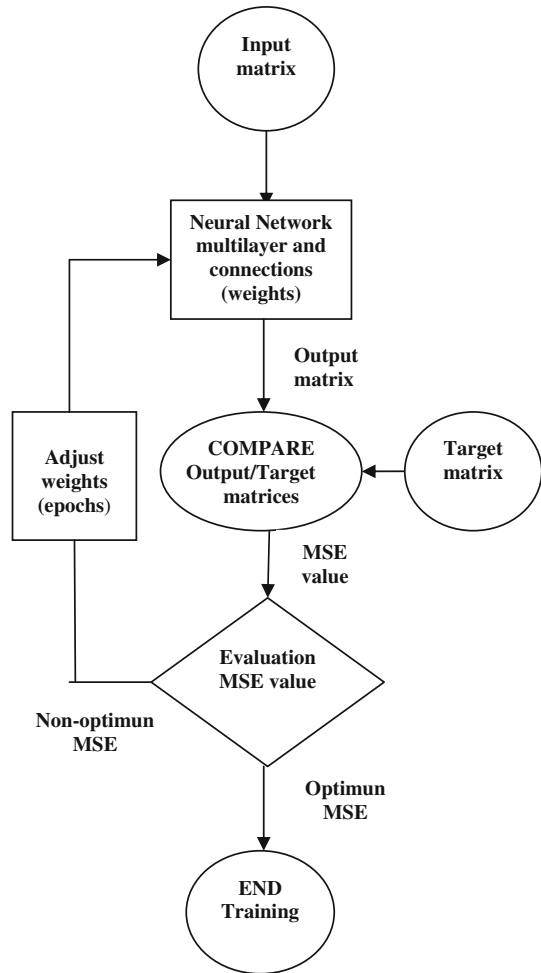 Input
matrix
Neural Network
multilayer and
connections
(weights)
Output
matrix
Adjust
weights
(epochs)
COMPARE
Output/Target
matrices
Target
matrix
MSE
value
Evaluation
MSE value
Non-optimun
MSE
Optimun
MSE
END
Training